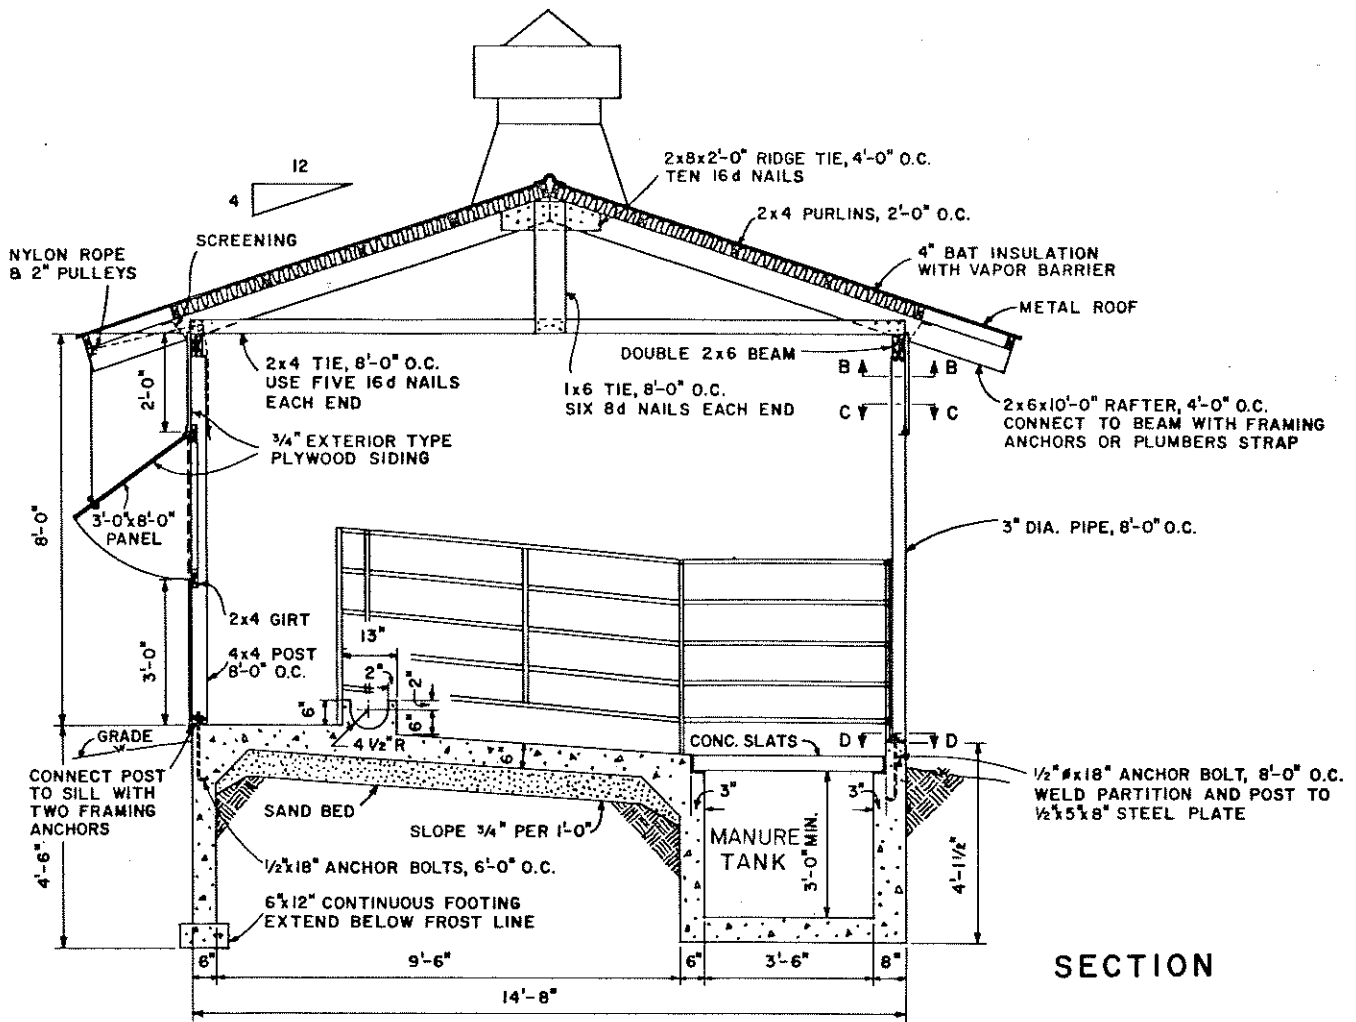 12
4
2x8x2'-0" RIDGE TIE, 4'-0" O.C.
TEN 16d NAILS
2x4 PURLINS, 2'-0" O.C.
NYLON ROPE
& 2" PULLEYS
SCREENING
4" BAT INSULATION
WITH VAPOR BARRIER
METAL ROOF
2x4 TIE, 8'-0" O.C.
USE FIVE 16d NAILS
EACH END
DOUBLE 2x6 BEAM
1x6 TIE, 8'-0" O.C.
SIX 8d NAILS EACH END
B
B
C
C
2x6x10'-0" RAFTER, 4'-0" O.C.
CONNECT TO BEAM WITH FRAMING
ANCHORS OR PLUMBERS STRAP
2'-0"
3/4" EXTERIOR TYPE
PLYWOOD SIDING
8'-0"
3'-0"x8'-0"
PANEL
3" DIA. PIPE, 8'-0" O.C.
2x4 GIRT
4x4 POST
8'-0" O.C.
3'-0"
13"
2"
2"
6"
6"
4 1/2" R
6"
GRADE
CONC. SLATS
D
D
CONNECT POST
TO SILL WITH
TWO FRAMING
ANCHORS
SAND BED
SLOPE 3/4" PER 1'-0"
3"
3"
MANURE
TANK
3'-0" MIN.
1/2" ø x 18" ANCHOR BOLT, 8'-0" O.C.
WELD PARTITION AND POST TO
1/2"x5"x8" STEEL PLATE
4'-6"
4'-1 1/2"
1/2"x18" ANCHOR BOLTS, 6'-0" O.C.
6"x12" CONTINUOUS FOOTING
EXTEND BELOW FROST LINE
6"
9'-6"
6"
3'-6"
8"
14'-8"
SECTION